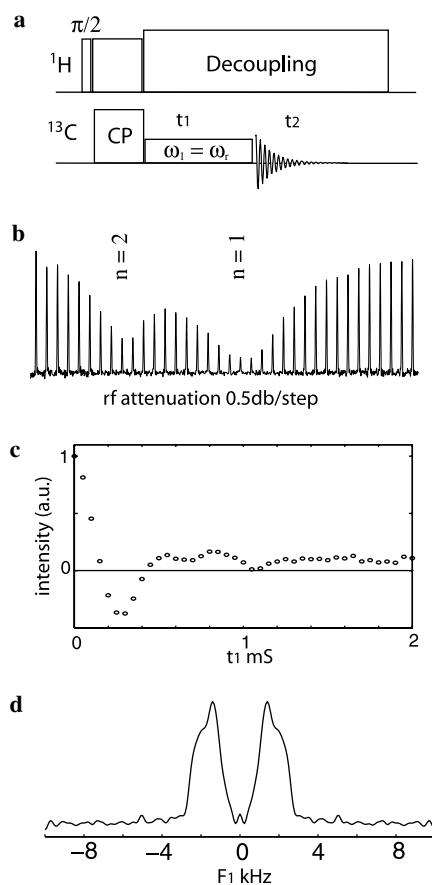 a
π/2
¹H
Decoupling
¹³C
CP
t₁
t₂
ω₁ = ωᵣ
b
n = 2
n = 1
rf attenuation 0.5db/step
c
1
0
intensity (a.u.)
0 1 2
t₁ mS
d
−8 −4 0 4 8
F₁ kHz